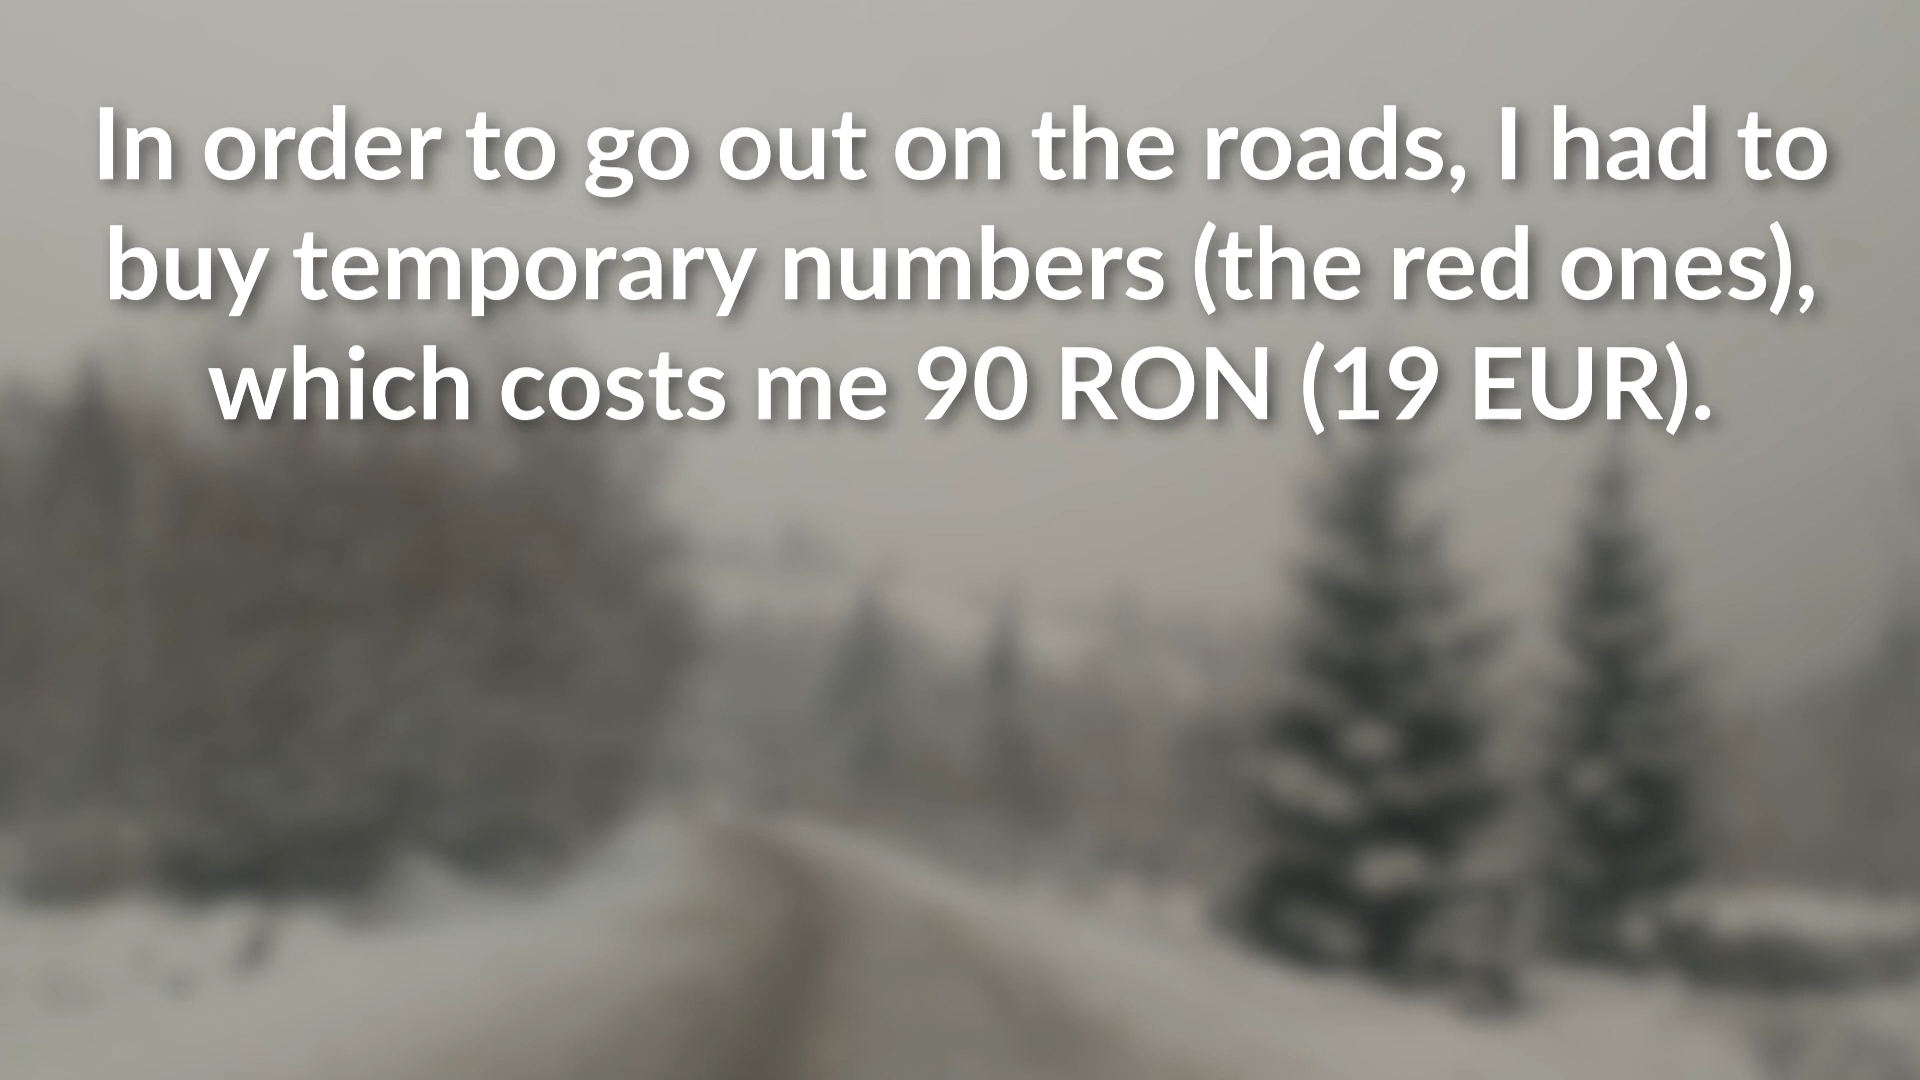 In order to go out on the roads, I had to
buy temporary numbers (the red ones),
which costs me 90 RON (19 EUR).